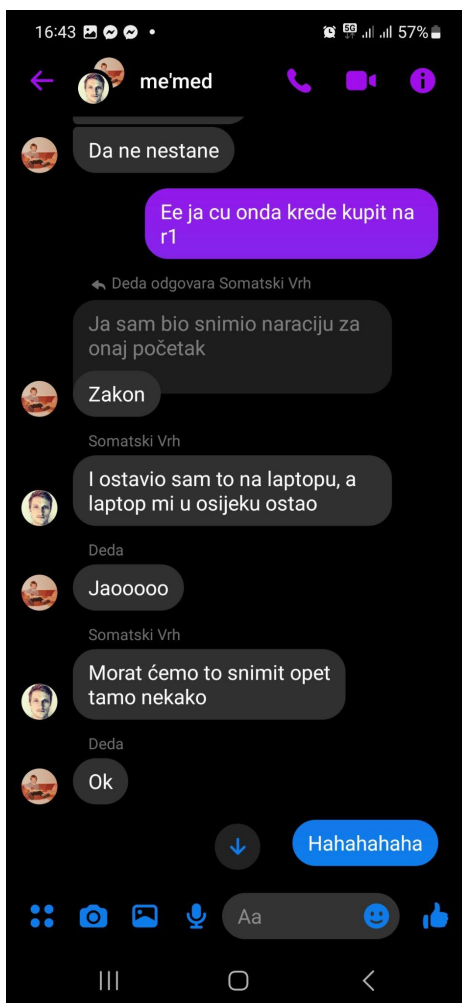 16:43
5G
57%
me'med
Da ne nestane
Ee ja cu onda krede kupit na
r1
Deda odgovara Somatski Vrh
Ja sam bio snimio naraciju za
onaj početak
Zakon
Somatski Vrh
I ostavio sam to na laptopu, a
laptop mi u osijeku ostao
Deda
Jaooooo
Somatski Vrh
Morat ćemo to snimit opet
tamo nekako
Deda
Ok
Hahahahaha
Aa